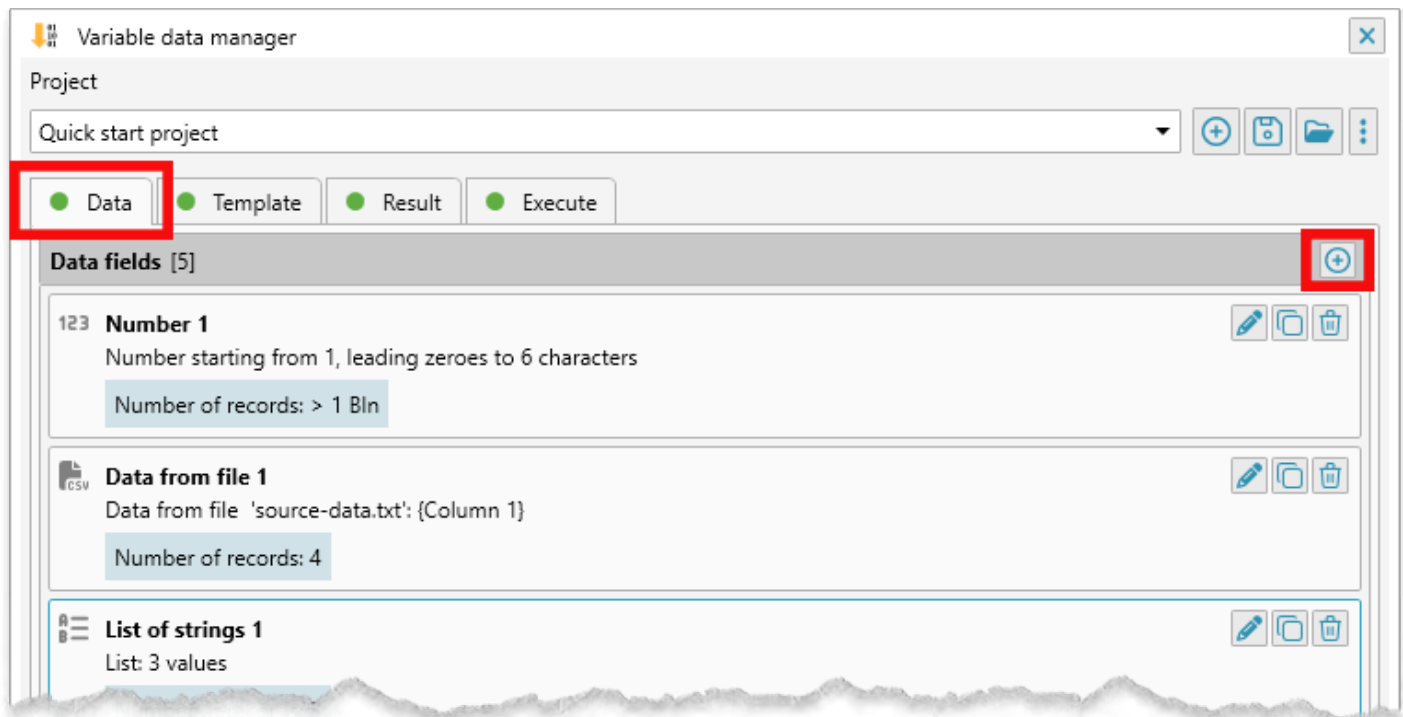 Variable data manager
Project
Quick start project
Data Template Result Execute
Data fields [5]
123 Number 1
Number starting from 1, leading zeroes to 6 characters
Number of records: > 1 Bln
CSV Data from file 1
Data from file 'source-data.txt': {Column 1}
Number of records: 4
A B List of strings 1
List: 3 values